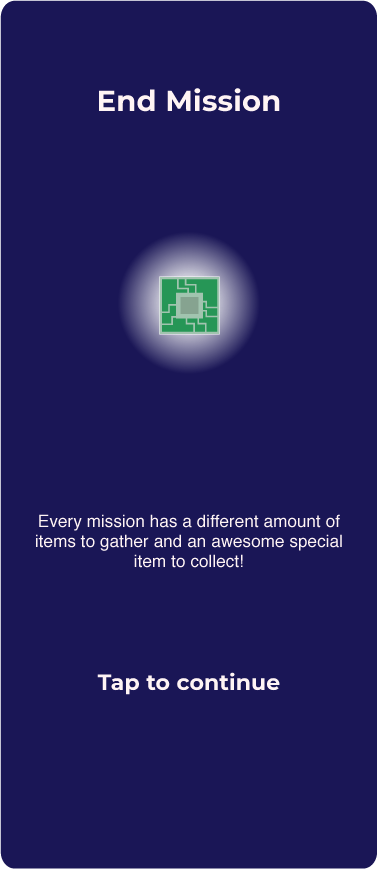 End Mission
Every mission has a different amount of
items to gather and an awesome special
item to collect!
Tap to continue